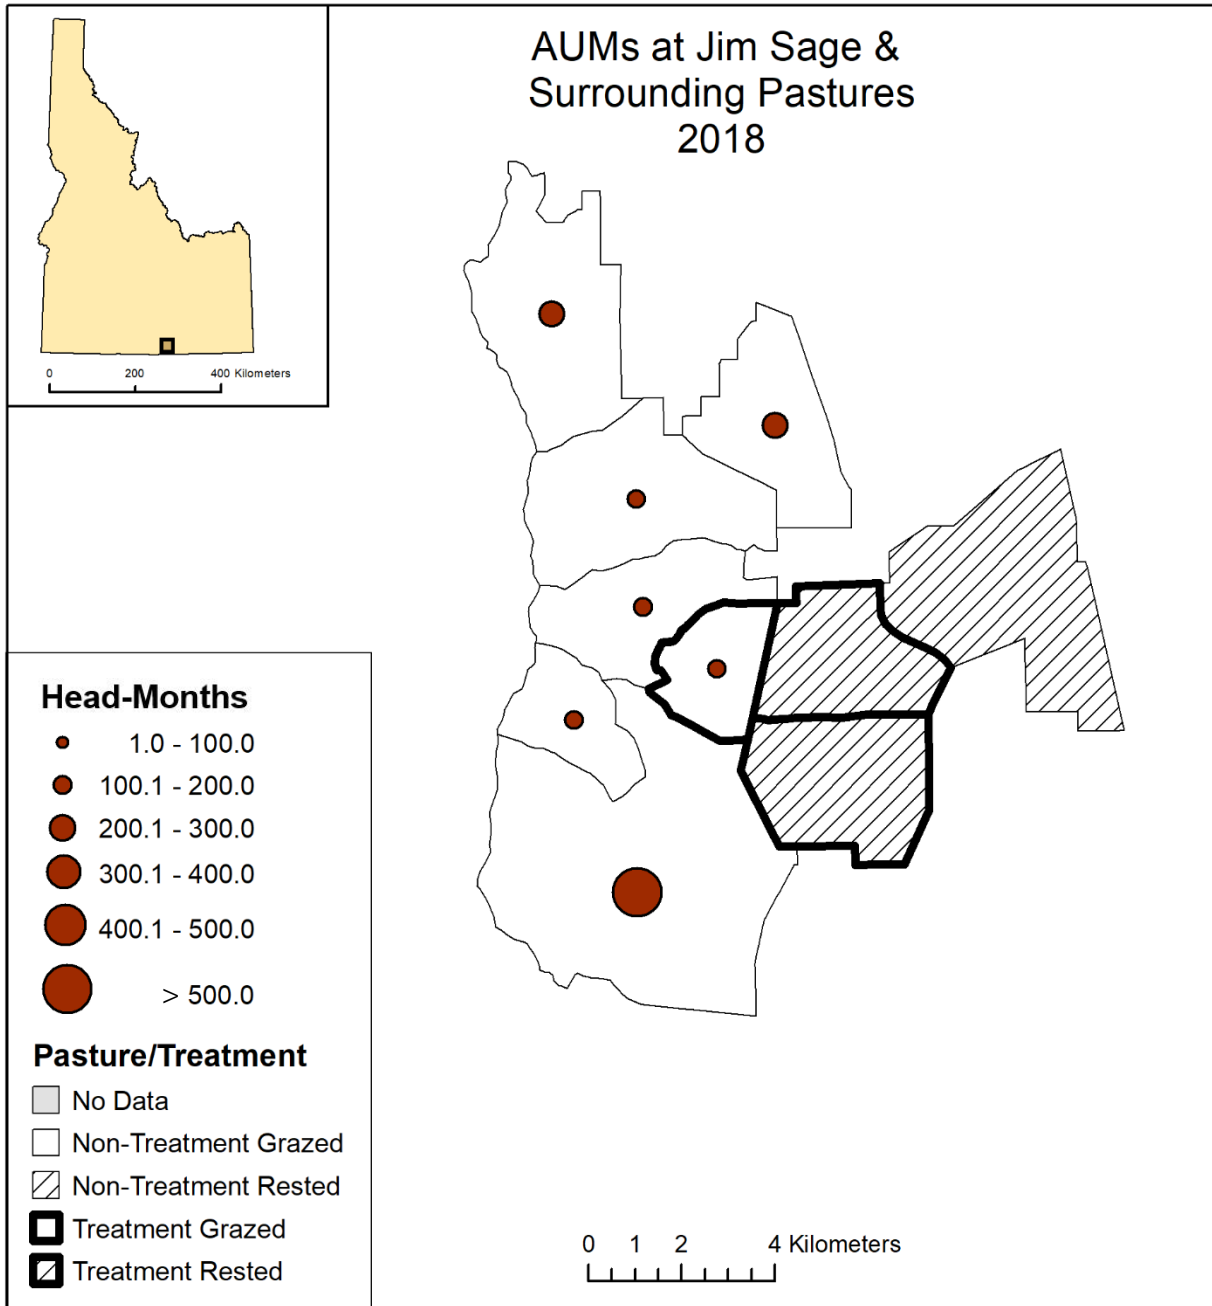 AUMs at Jim Sage &
Surrounding Pastures
2018
0 200 400 Kilometers
Head-Months
1.0 - 100.0
100.1 - 200.0
200.1 - 300.0
300.1 - 400.0
400.1 - 500.0
> 500.0
Pasture/Treatment
No Data
Non-Treatment Grazed
Non-Treatment Rested
Treatment Grazed
Treatment Rested
0 1 2 4 Kilometers